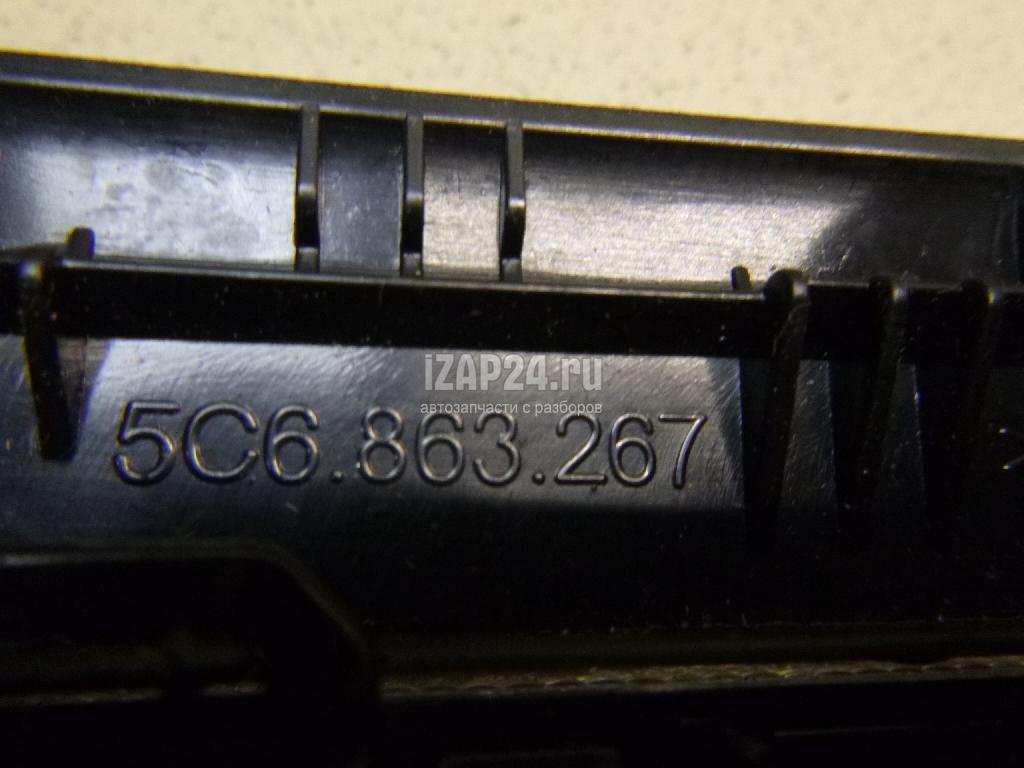 iZAP24.ru
автозапчасти с разборов
5C6.863.267